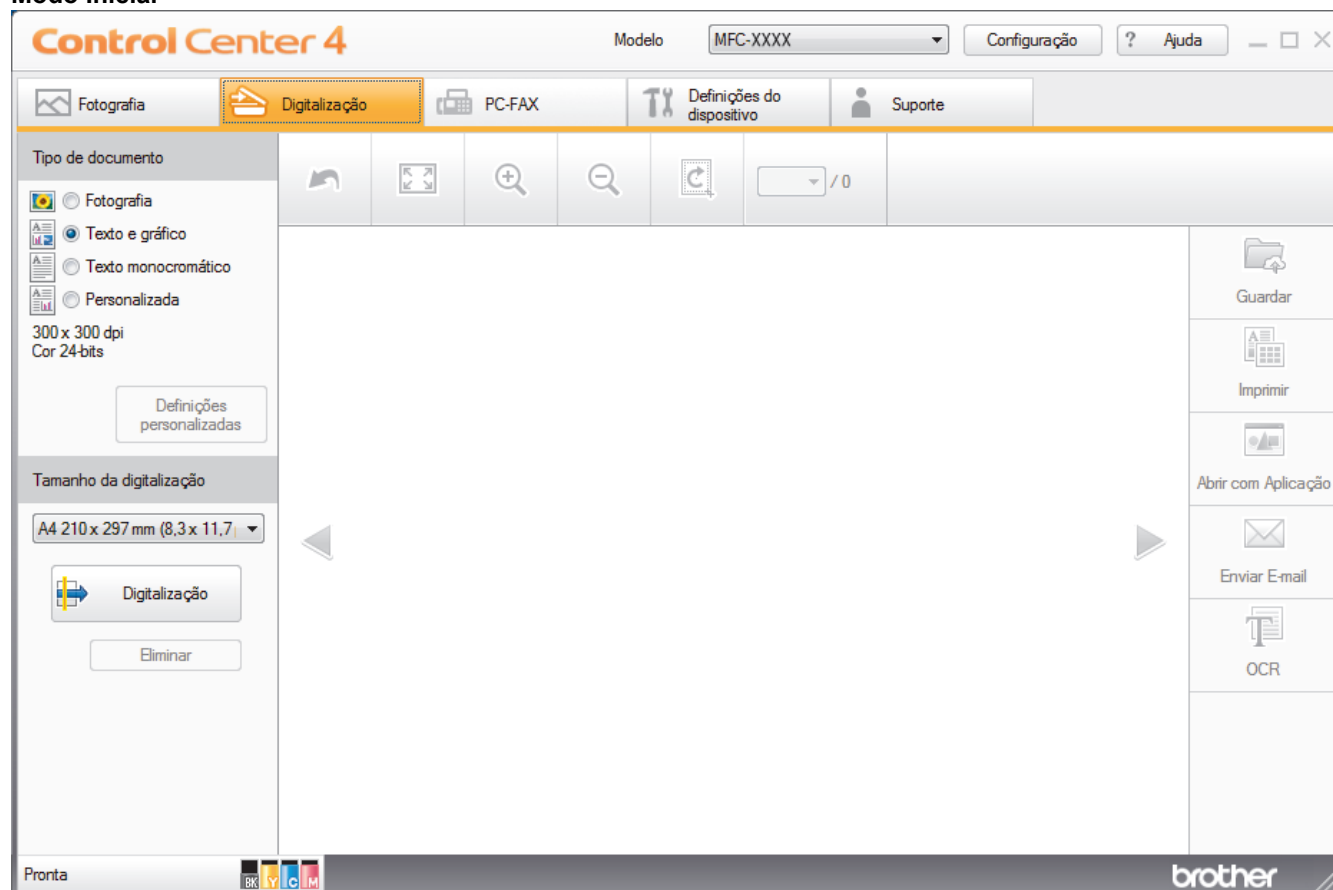 Modo Inicial
Control Center 4
Modelo
MFC-XXXX
Configuração
? Ajuda
Fotografia
Digitalização
PC-FAX
Definições do
dispositivo
Suporte
Tipo de documento
Fotografia
Texto e gráfico
Texto monocromático
Personalizada
300 x 300 dpi
Cor 24-bits
Definições
personalizadas
Tamanho da digitalização
A4 210 x 297 mm (8,3 x 11,7
Digitalização
Eliminar
/ 0
Guardar
Imprimir
Abrir com Aplicação
Enviar E-mail
OCR
Pronta
BK Y C M
brother